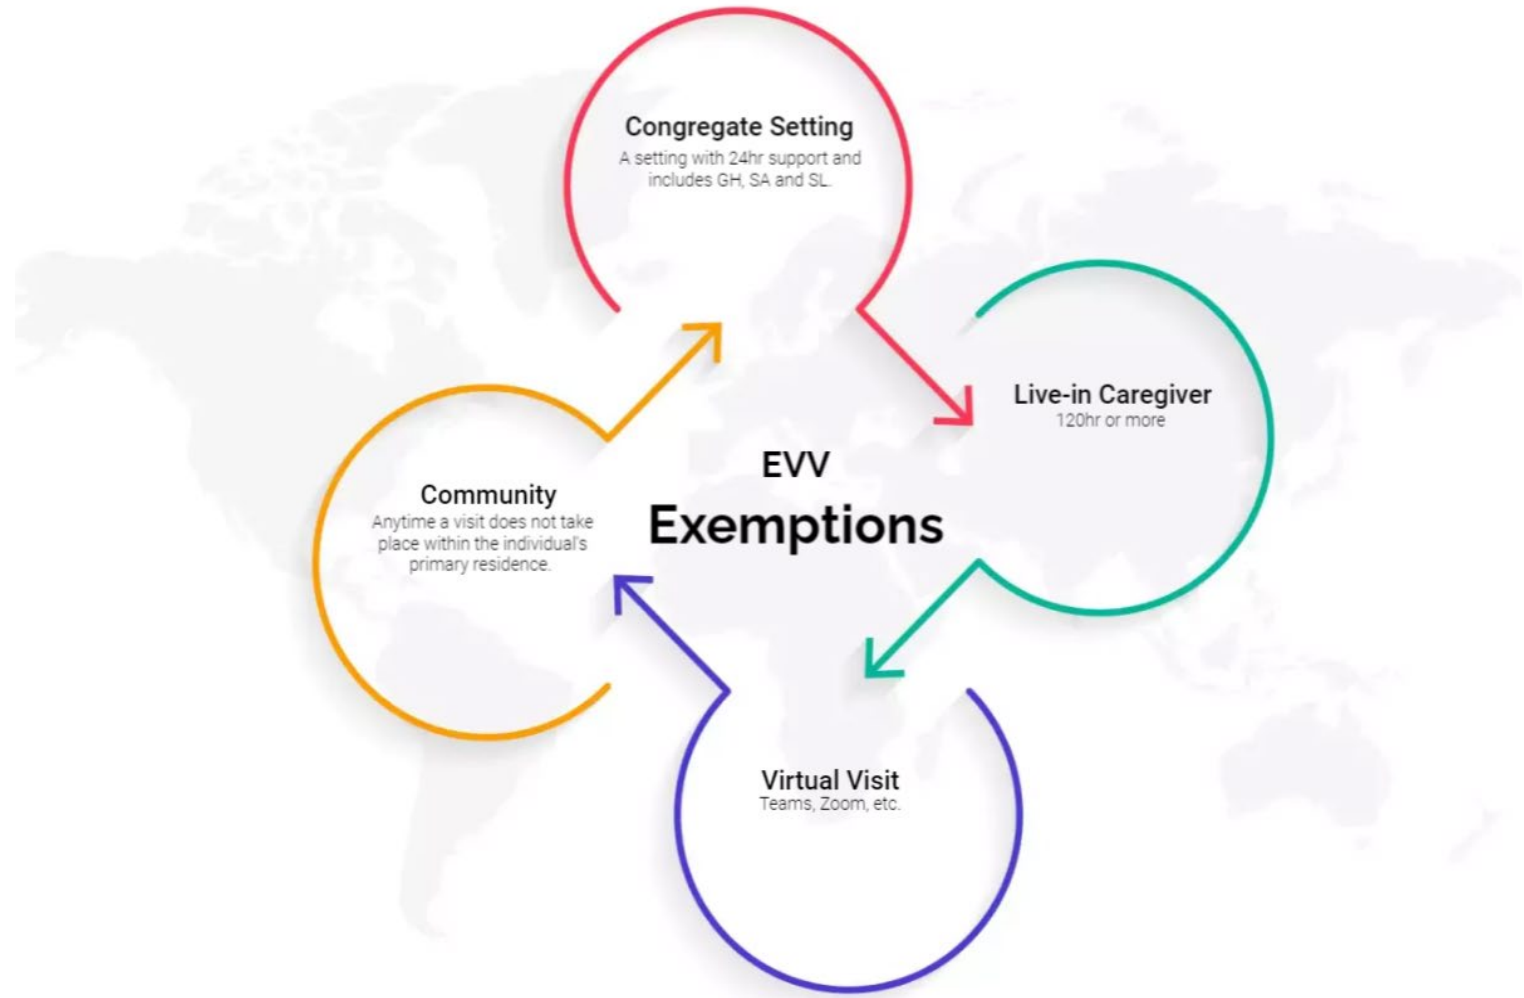 Congregate Setting
A setting with 24hr support and
includes GH, SA and SL.
Live-in Caregiver
120hr or more
EVV
Exemptions
Community
Anytime a visit does not take
place within the individual's
primary residence.
Virtual Visit
Teams, Zoom, etc.